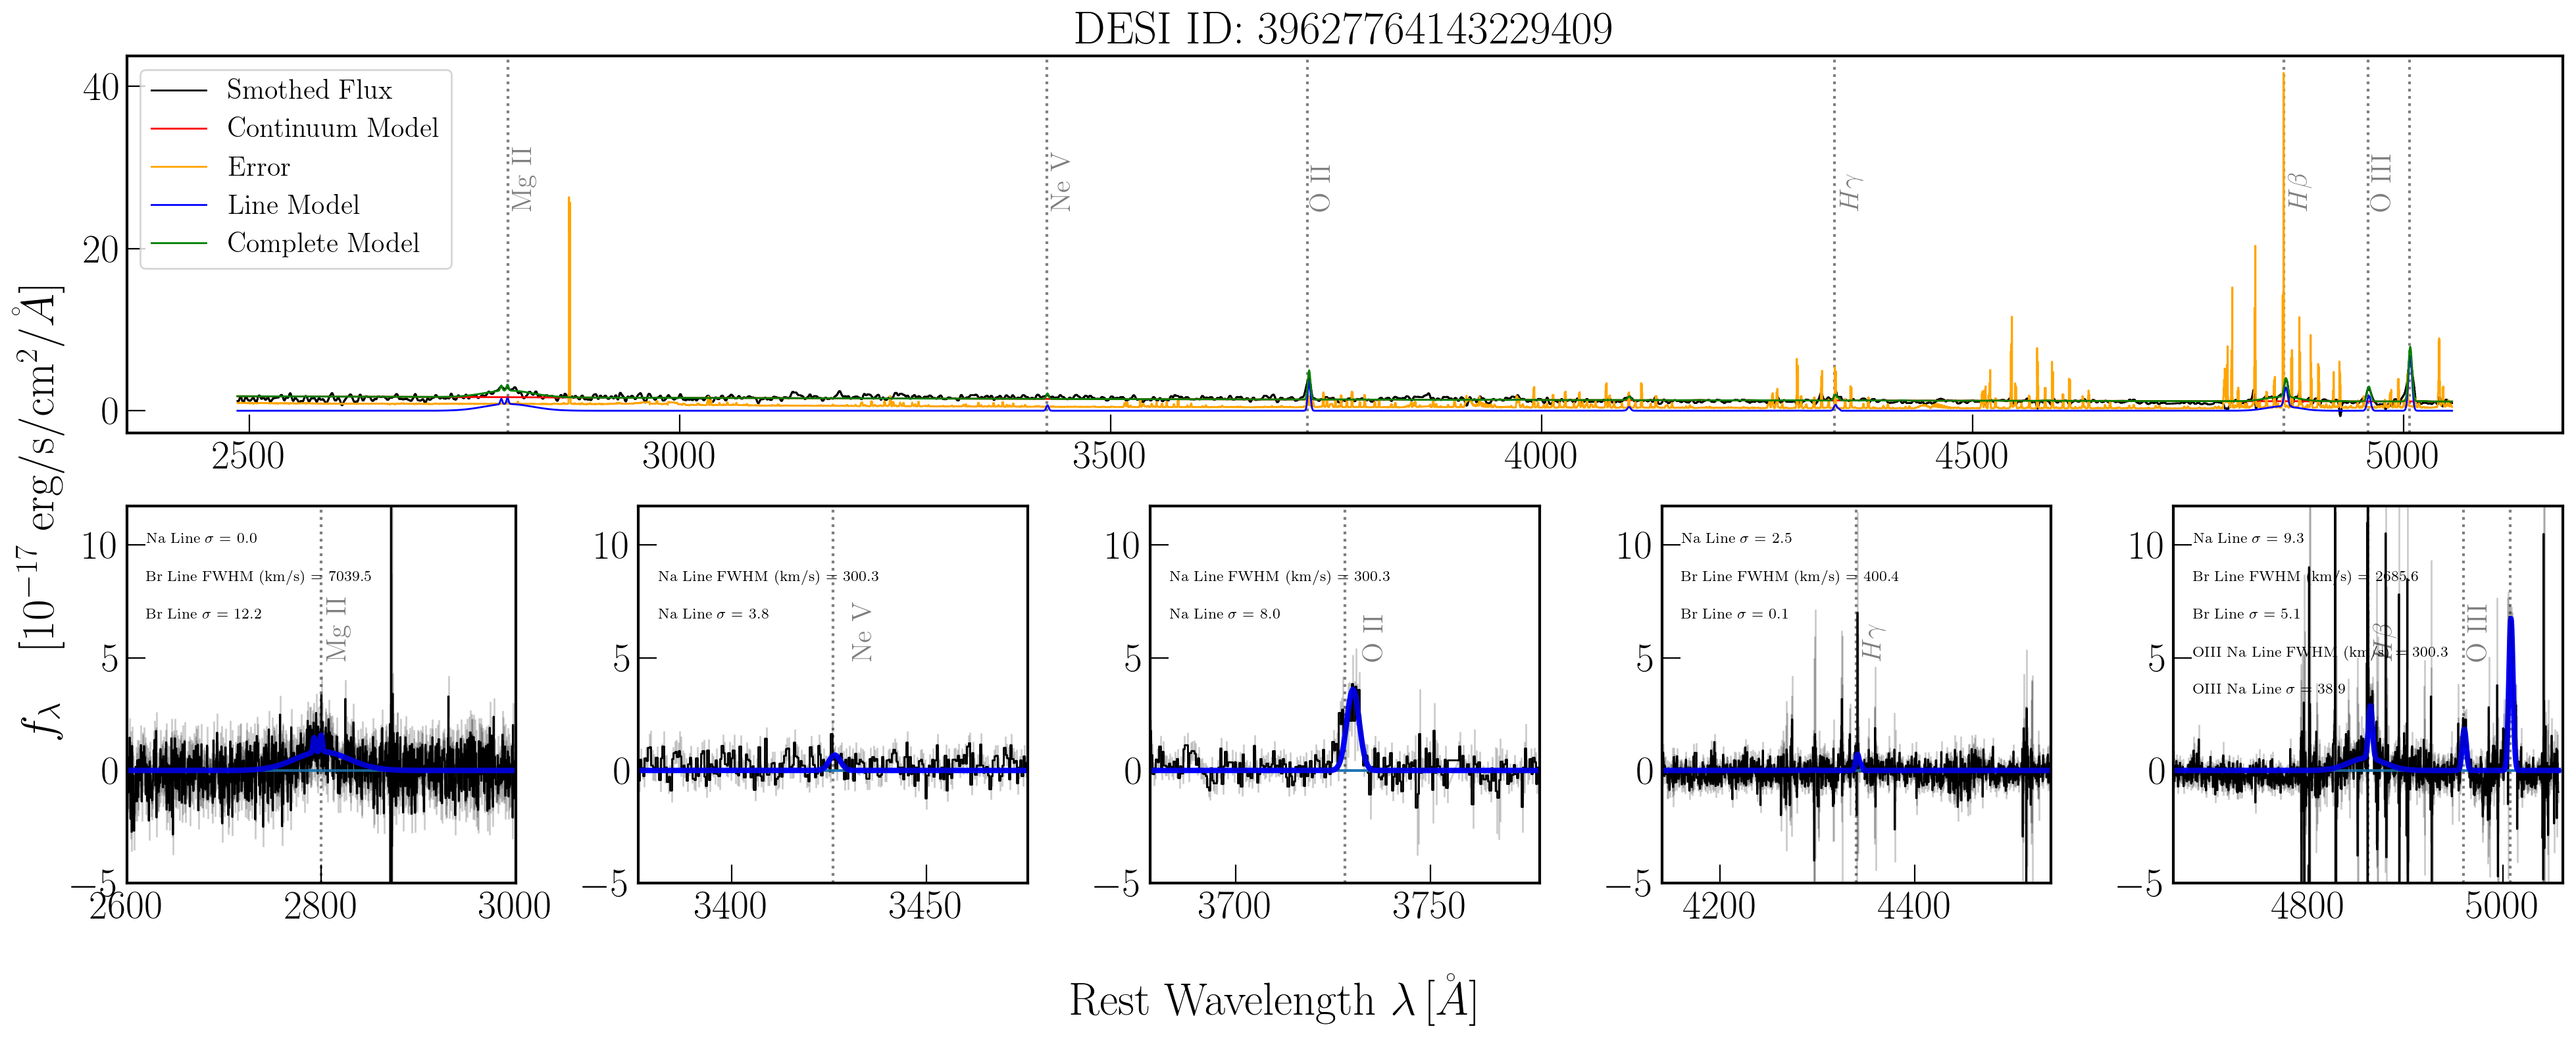 DESI ID: 39627764143229409
Smothed Flux
Continuum Model
Error
Line Model
Complete Model
Mg II
Ne V
O II
Hγ
Hβ
O III
40
20
0
2500 3000 3500 4000 4500 5000
f_λ [10^{-17} erg/s/cm^2/Å]
Na Line σ = 0.0
Br Line FWHM (km/s) = 7039.5
Br Line σ = 12.2
Mg II
10
5
0
−5
2600 2800 3000
Na Line FWHM (km/s) = 300.3
Na Line σ = 3.8
Ne V
10
5
0
−5
3400 3450
Na Line FWHM (km/s) = 300.3
Na Line σ = 8.0
O II
10
5
0
−5
3700 3750
Na Line σ = 2.5
Br Line FWHM (km/s) = 400.4
Br Line σ = 0.1
Hγ
10
5
0
−5
4200 4400
Na Line σ = 9.3
Br Line FWHM (km/s) = 2685.6
Br Line σ = 5.1
OIII Na Line FWHM (km/s) = 300.3
OIII Na Line σ = 38.9
Hβ
O III
10
5
0
−5
4800 5000
Rest Wavelength λ [Å]